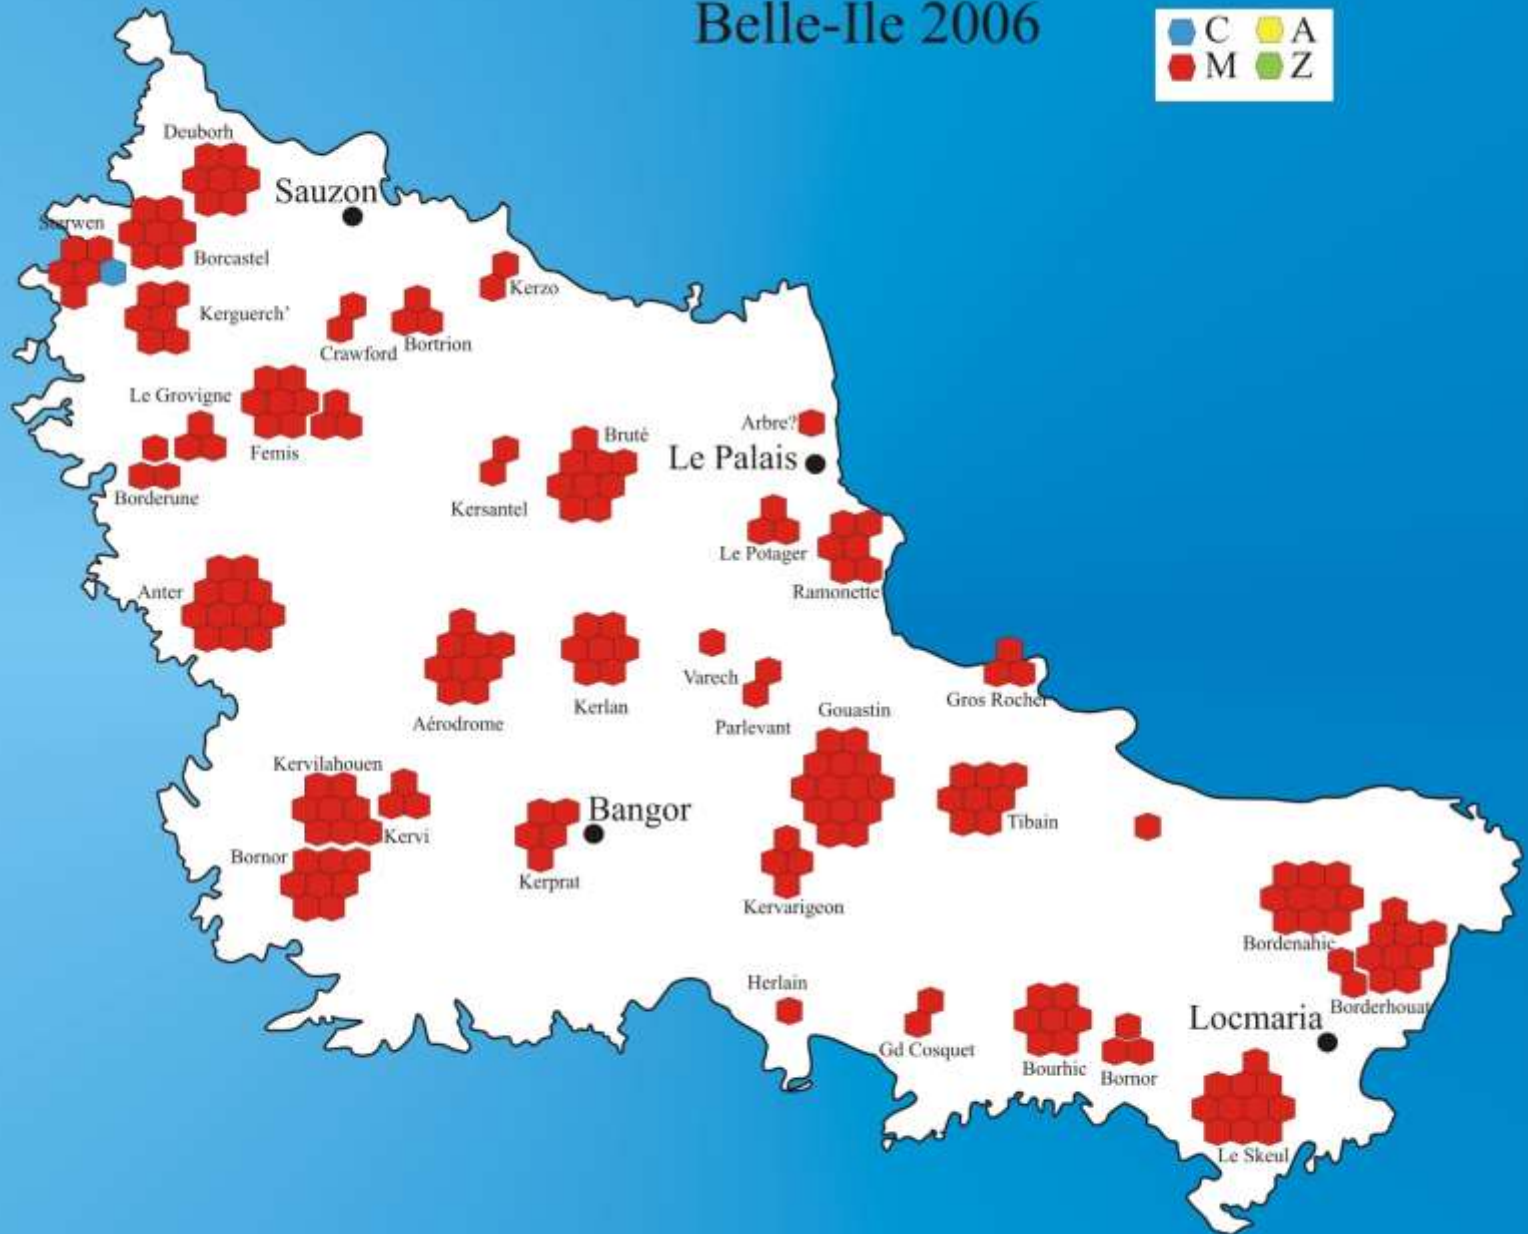 Belle-Ile 2006
C A
M Z
Deuborh
Sauzon
Sterwen
Borcastel
Kerzo
Kerguerch'
Crawford
Bortrion
Le Grovigne
Femis
Borderune
Bruté
Arbre?
Le Palais
Kersantel
Le Potager
Ramonette
Anter
Varech
Gros Rocher
Kerlan
Aérodrome
Parlevant
Gouastin
Kervilahouen
Bangor
Kervi
Tibain
Bornor
Kerprat
Kervarigeon
Bordenahic
Herlain
Borderhouat
Locmaria
Gd Cosquet
Bourhic
Bornor
Le Skeul